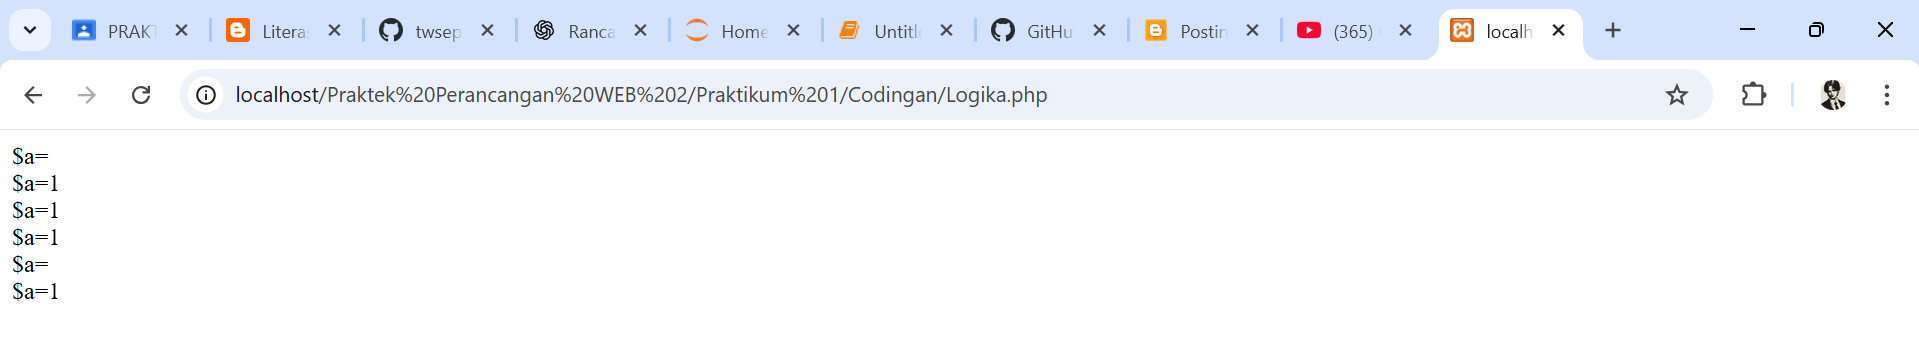 PRAKT Litera twsep Ranca Home Untitle GitHu Postin (365) localh
localhost/Praktek%20Perancangan%20WEB%202/Praktikum%201/Codingan/Logika.php
$a=
$a=1
$a=1
$a=1
$a=
$a=1